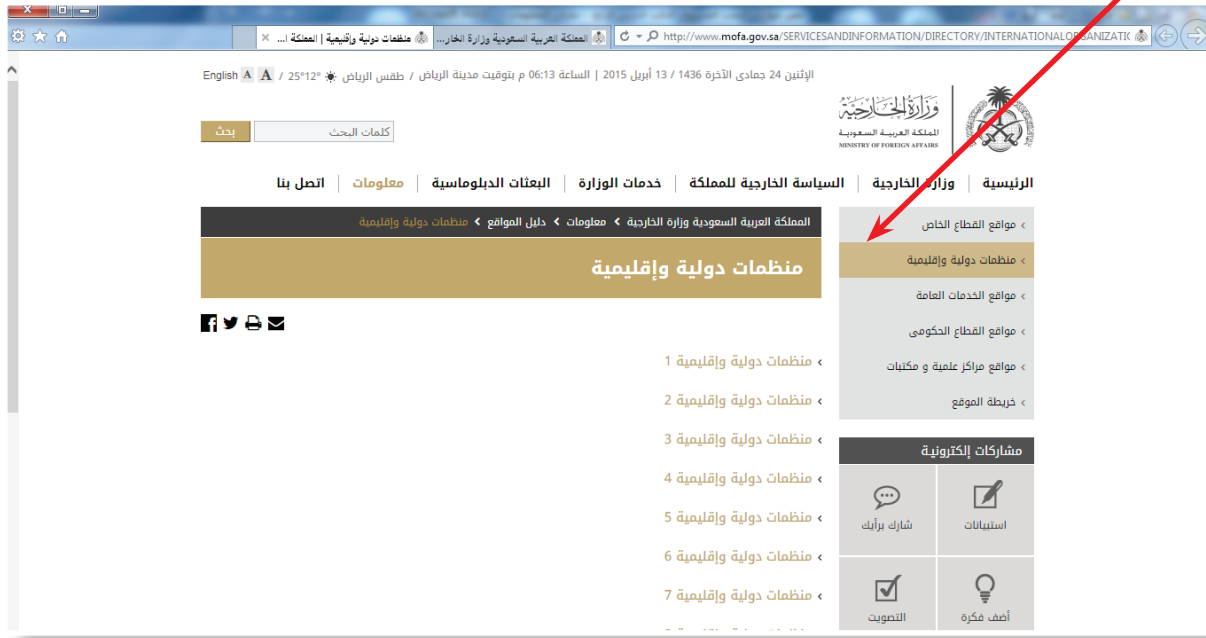 http://www.mofa.gov.sa/SERVICESANDINFORMATION/DIRECTORY/INTERNATIONALORGANIZATIC
المملكة العربية السعودية وزارة الخار...
منظمات دولية وإقليمية | المملكة ا...
الإثنين 24 جمادى الآخرة 1436 / 13 أبريل 2015 | الساعة 06:13 م بتوقيت مدينة الرياض / طقس الرياض 25°12° / A A English
وزارة الخارجية
المملكة العربية السعودية
MINISTRY OF FOREIGN AFFAIRS
كلمات البحث
بحث
الرئيسية | وزارة الخارجية | السياسة الخارجية للمملكة | خدمات الوزارة | البعثات الدبلوماسية | معلومات | اتصل بنا
المملكة العربية السعودية وزارة الخارجية › معلومات › دليل المواقع › منظمات دولية وإقليمية
منظمات دولية وإقليمية
› مواقع القطاع الخاص
› منظمات دولية وإقليمية
› مواقع الخدمات العامة
› مواقع القطاع الحكومى
› مواقع مراكز علمية و مكتبات
› خريطة الموقع
› منظمات دولية وإقليمية 1
› منظمات دولية وإقليمية 2
› منظمات دولية وإقليمية 3
› منظمات دولية وإقليمية 4
› منظمات دولية وإقليمية 5
› منظمات دولية وإقليمية 6
› منظمات دولية وإقليمية 7
مشاركات إلكترونية
استبيانات
شارك برأيك
أضف فكرة
التصويت